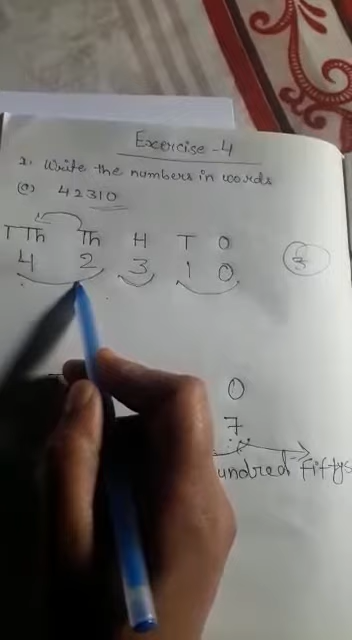 Exercise-4
1. Write the numbers in words
(a) 42310
TTh Th H T O
4 2 3 1 0
3
0
7
undred fiftys